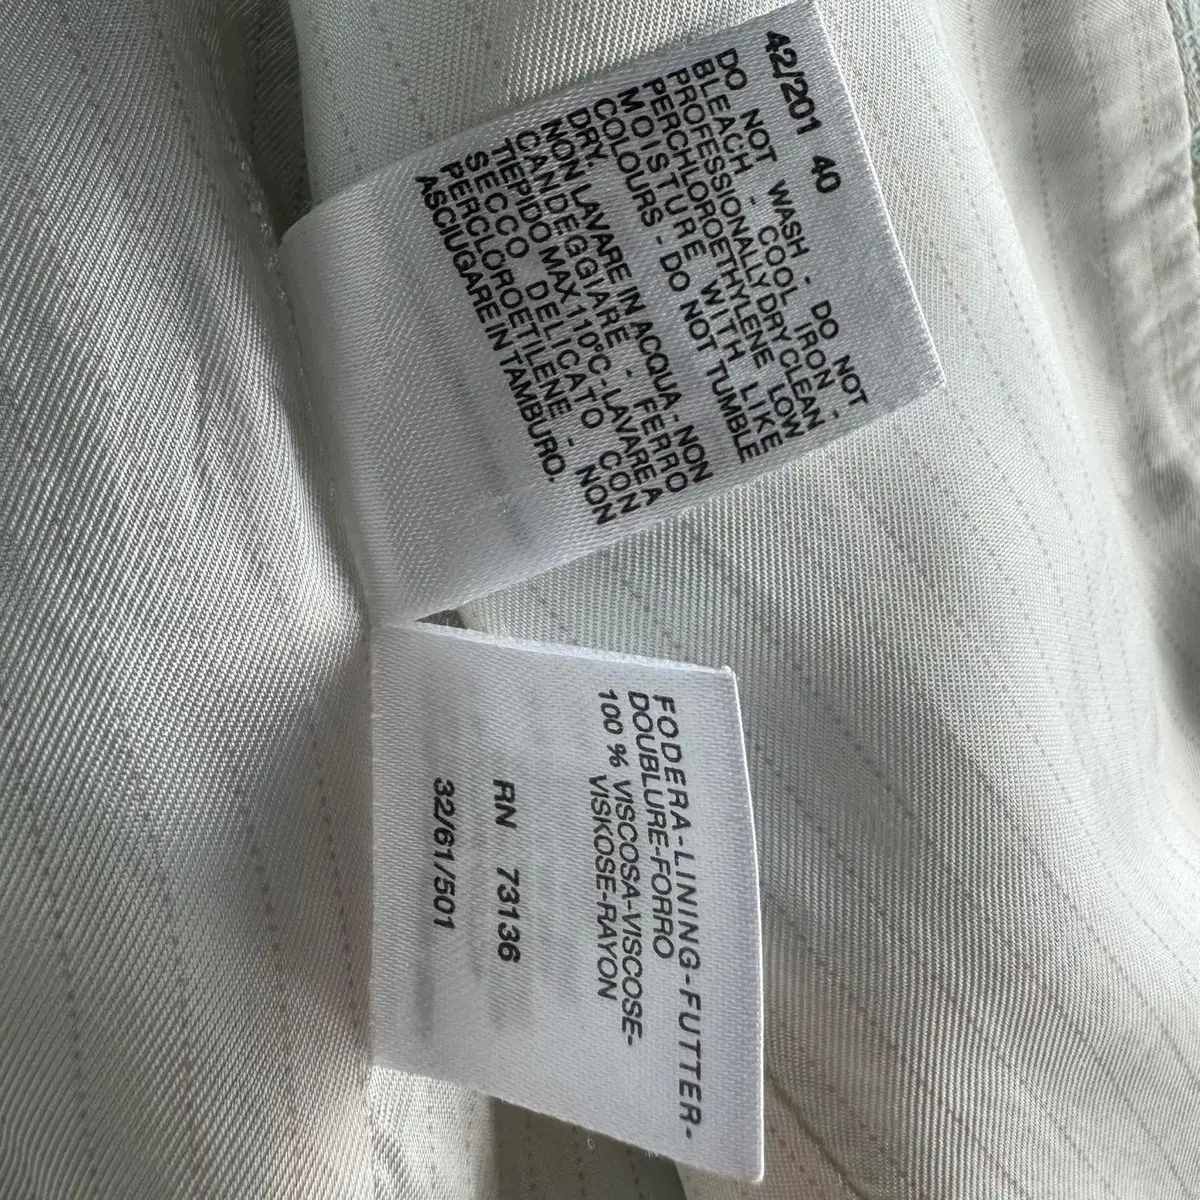 42/201 40
DO NOT WASH - DO NOT
BLEACH - COOL IRON -
PROFESSIONALLY DRY CLEAN
PERCHLOROETHYLENE LOW
MOISTURE WITH LIKE
COLOURS - DO NOT TUMBLE
DRY.
NON LAVARE IN ACQUA - NON
CANDEGGIARE - FERRO
TIEPIDO MAX 110°C - LAVARE A
SECCO DELICATO CON
PERCLOROETILENE - NON
ASCIUGARE IN TAMBURO.
FODERA-LINING-FUTTER-
DOUBLURE-FORRO
100 % VISCOSA-VISCOSE-
VISKOSE-RAYON
RN 73136
32/61/501